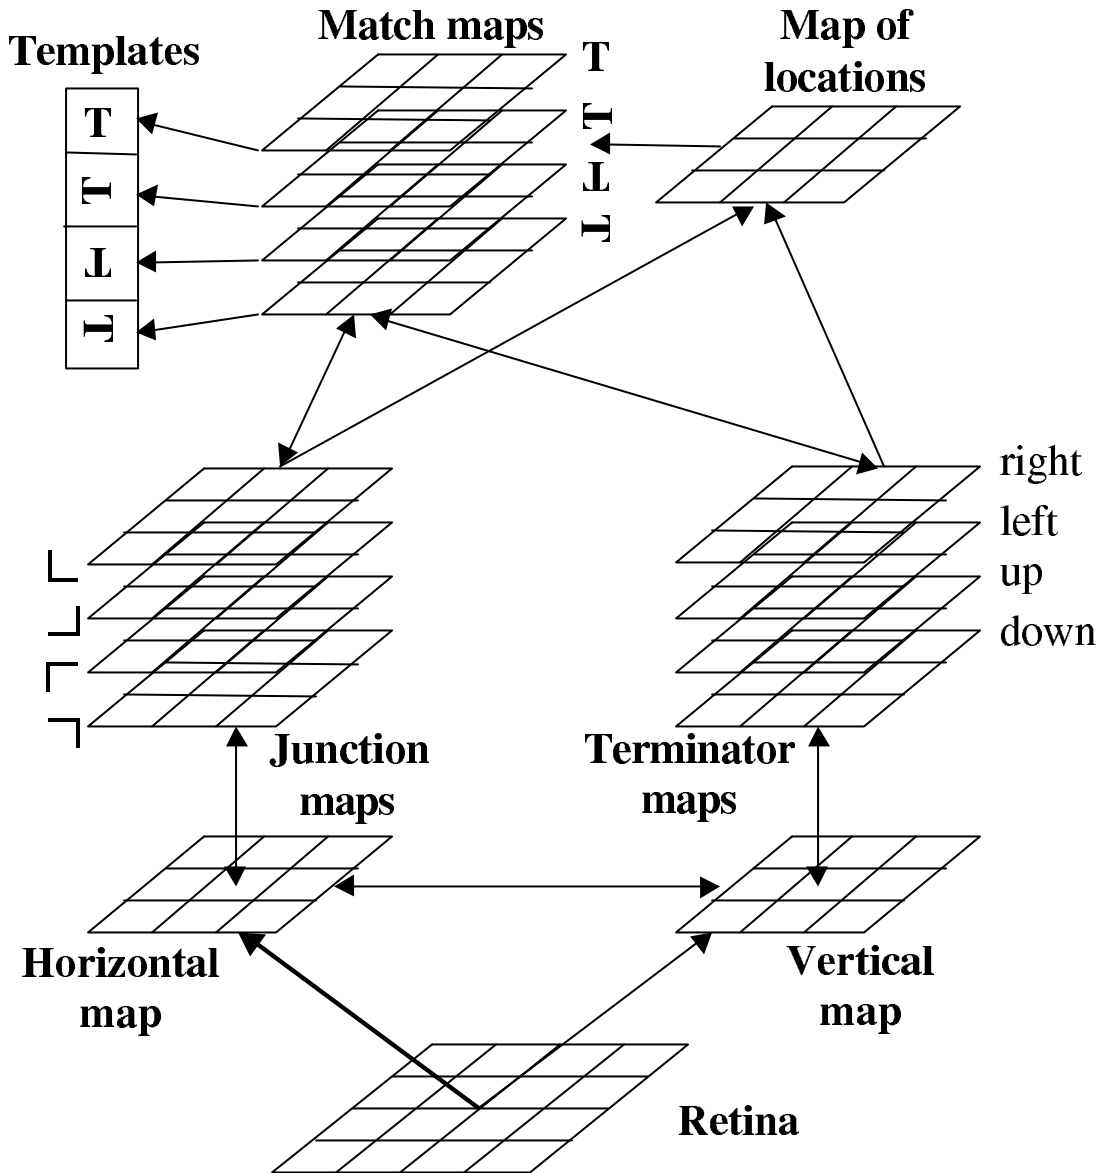 Match maps
Map of
locations
Templates
T
T
T
T
T
T
T
T
right
left
up
down
Junction
maps
Terminator
maps
Horizontal
map
Vertical
map
Retina